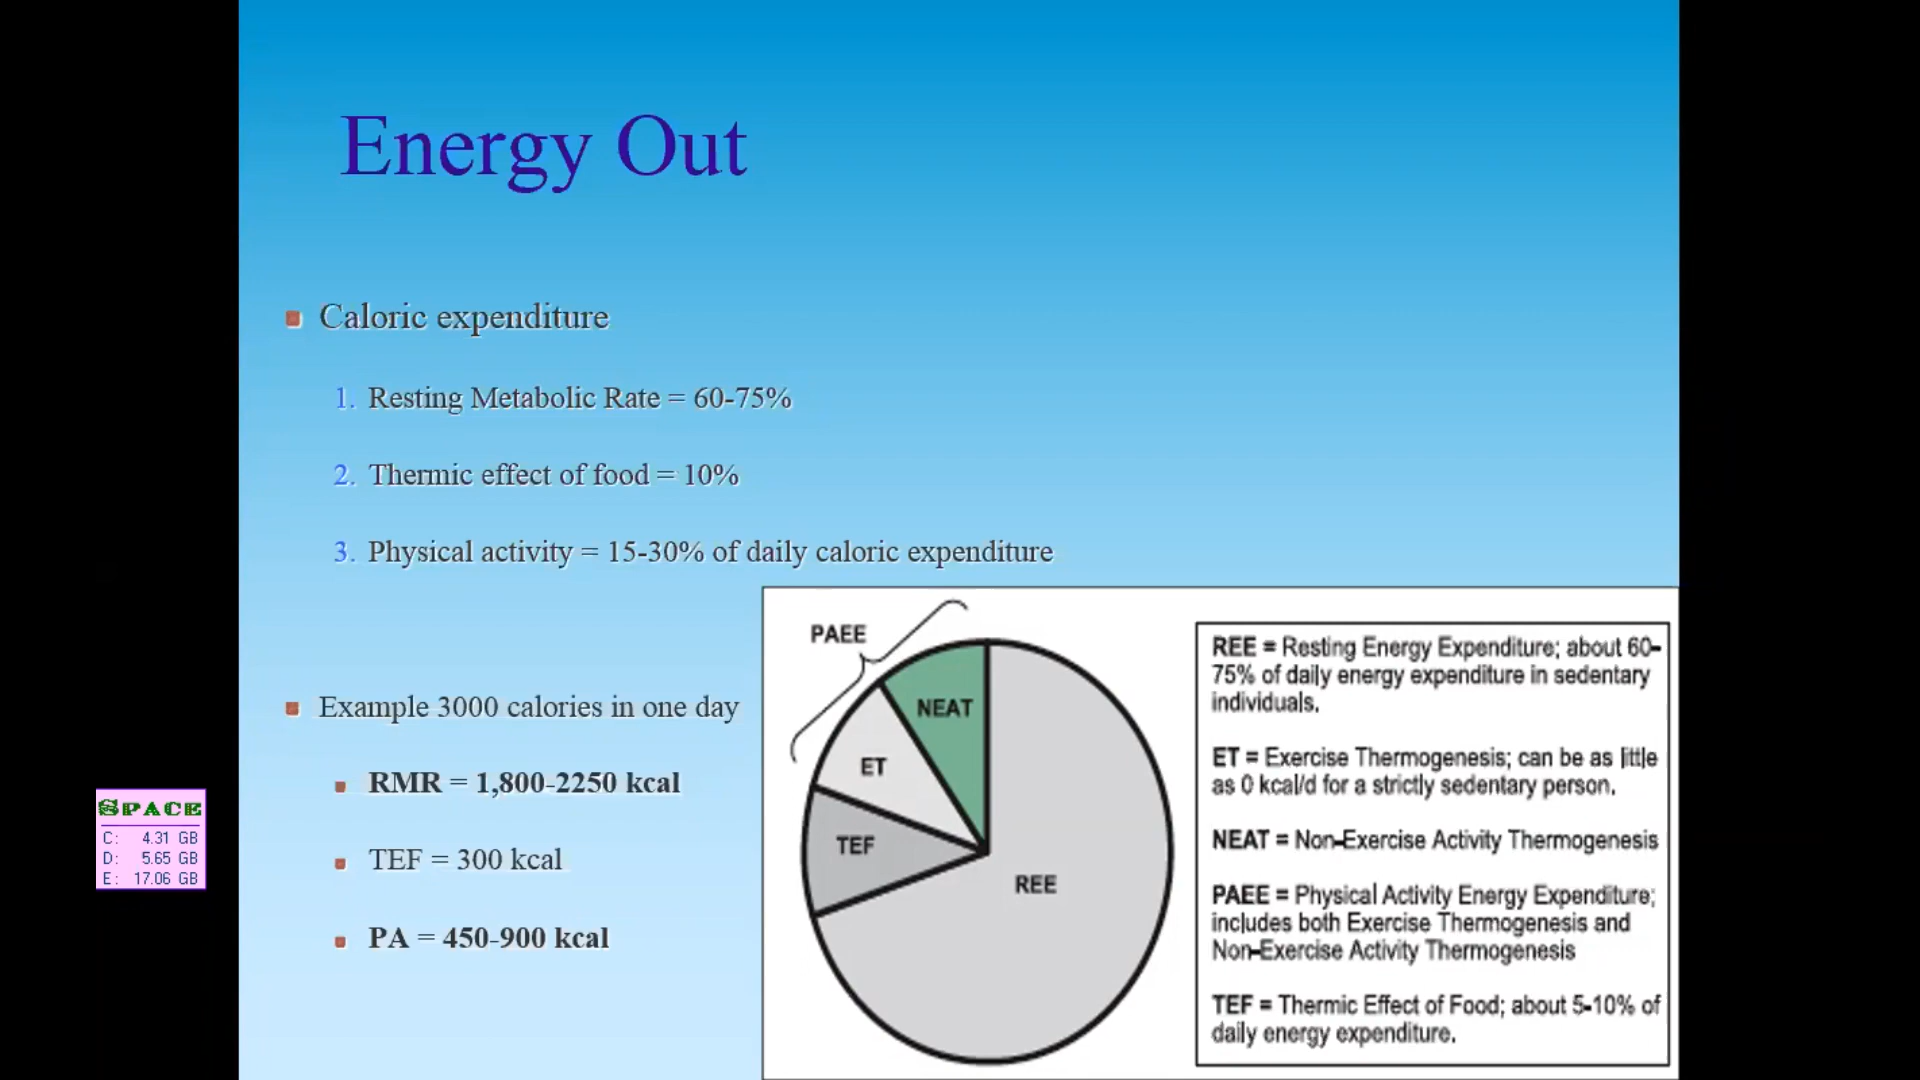 Energy Out
Caloric expenditure
1. Resting Metabolic Rate = 60-75%
2. Thermic effect of food = 10%
3. Physical activity = 15-30% of daily caloric expenditure
Example 3000 calories in one day
RMR = 1,800-2250 kcal
TEF = 300 kcal
PA = 450-900 kcal
PAEE
NEAT
ET
TEF
REE
REE = Resting Energy Expenditure; about 60-
75% of daily energy expenditure in sedentary
individuals.
ET = Exercise Thermogenesis; can be as little
as 0 kcal/d for a strictly sedentary person.
NEAT = Non-Exercise Activity Thermogenesis
PAEE = Physical Activity Energy Expenditure;
includes both Exercise Thermogenesis and
Non-Exercise Activity Thermogenesis
TEF = Thermic Effect of Food; about 5-10% of
daily energy expenditure.
SPACE
C: 4.31 GB
D: 5.65 GB
E: 17.06 GB